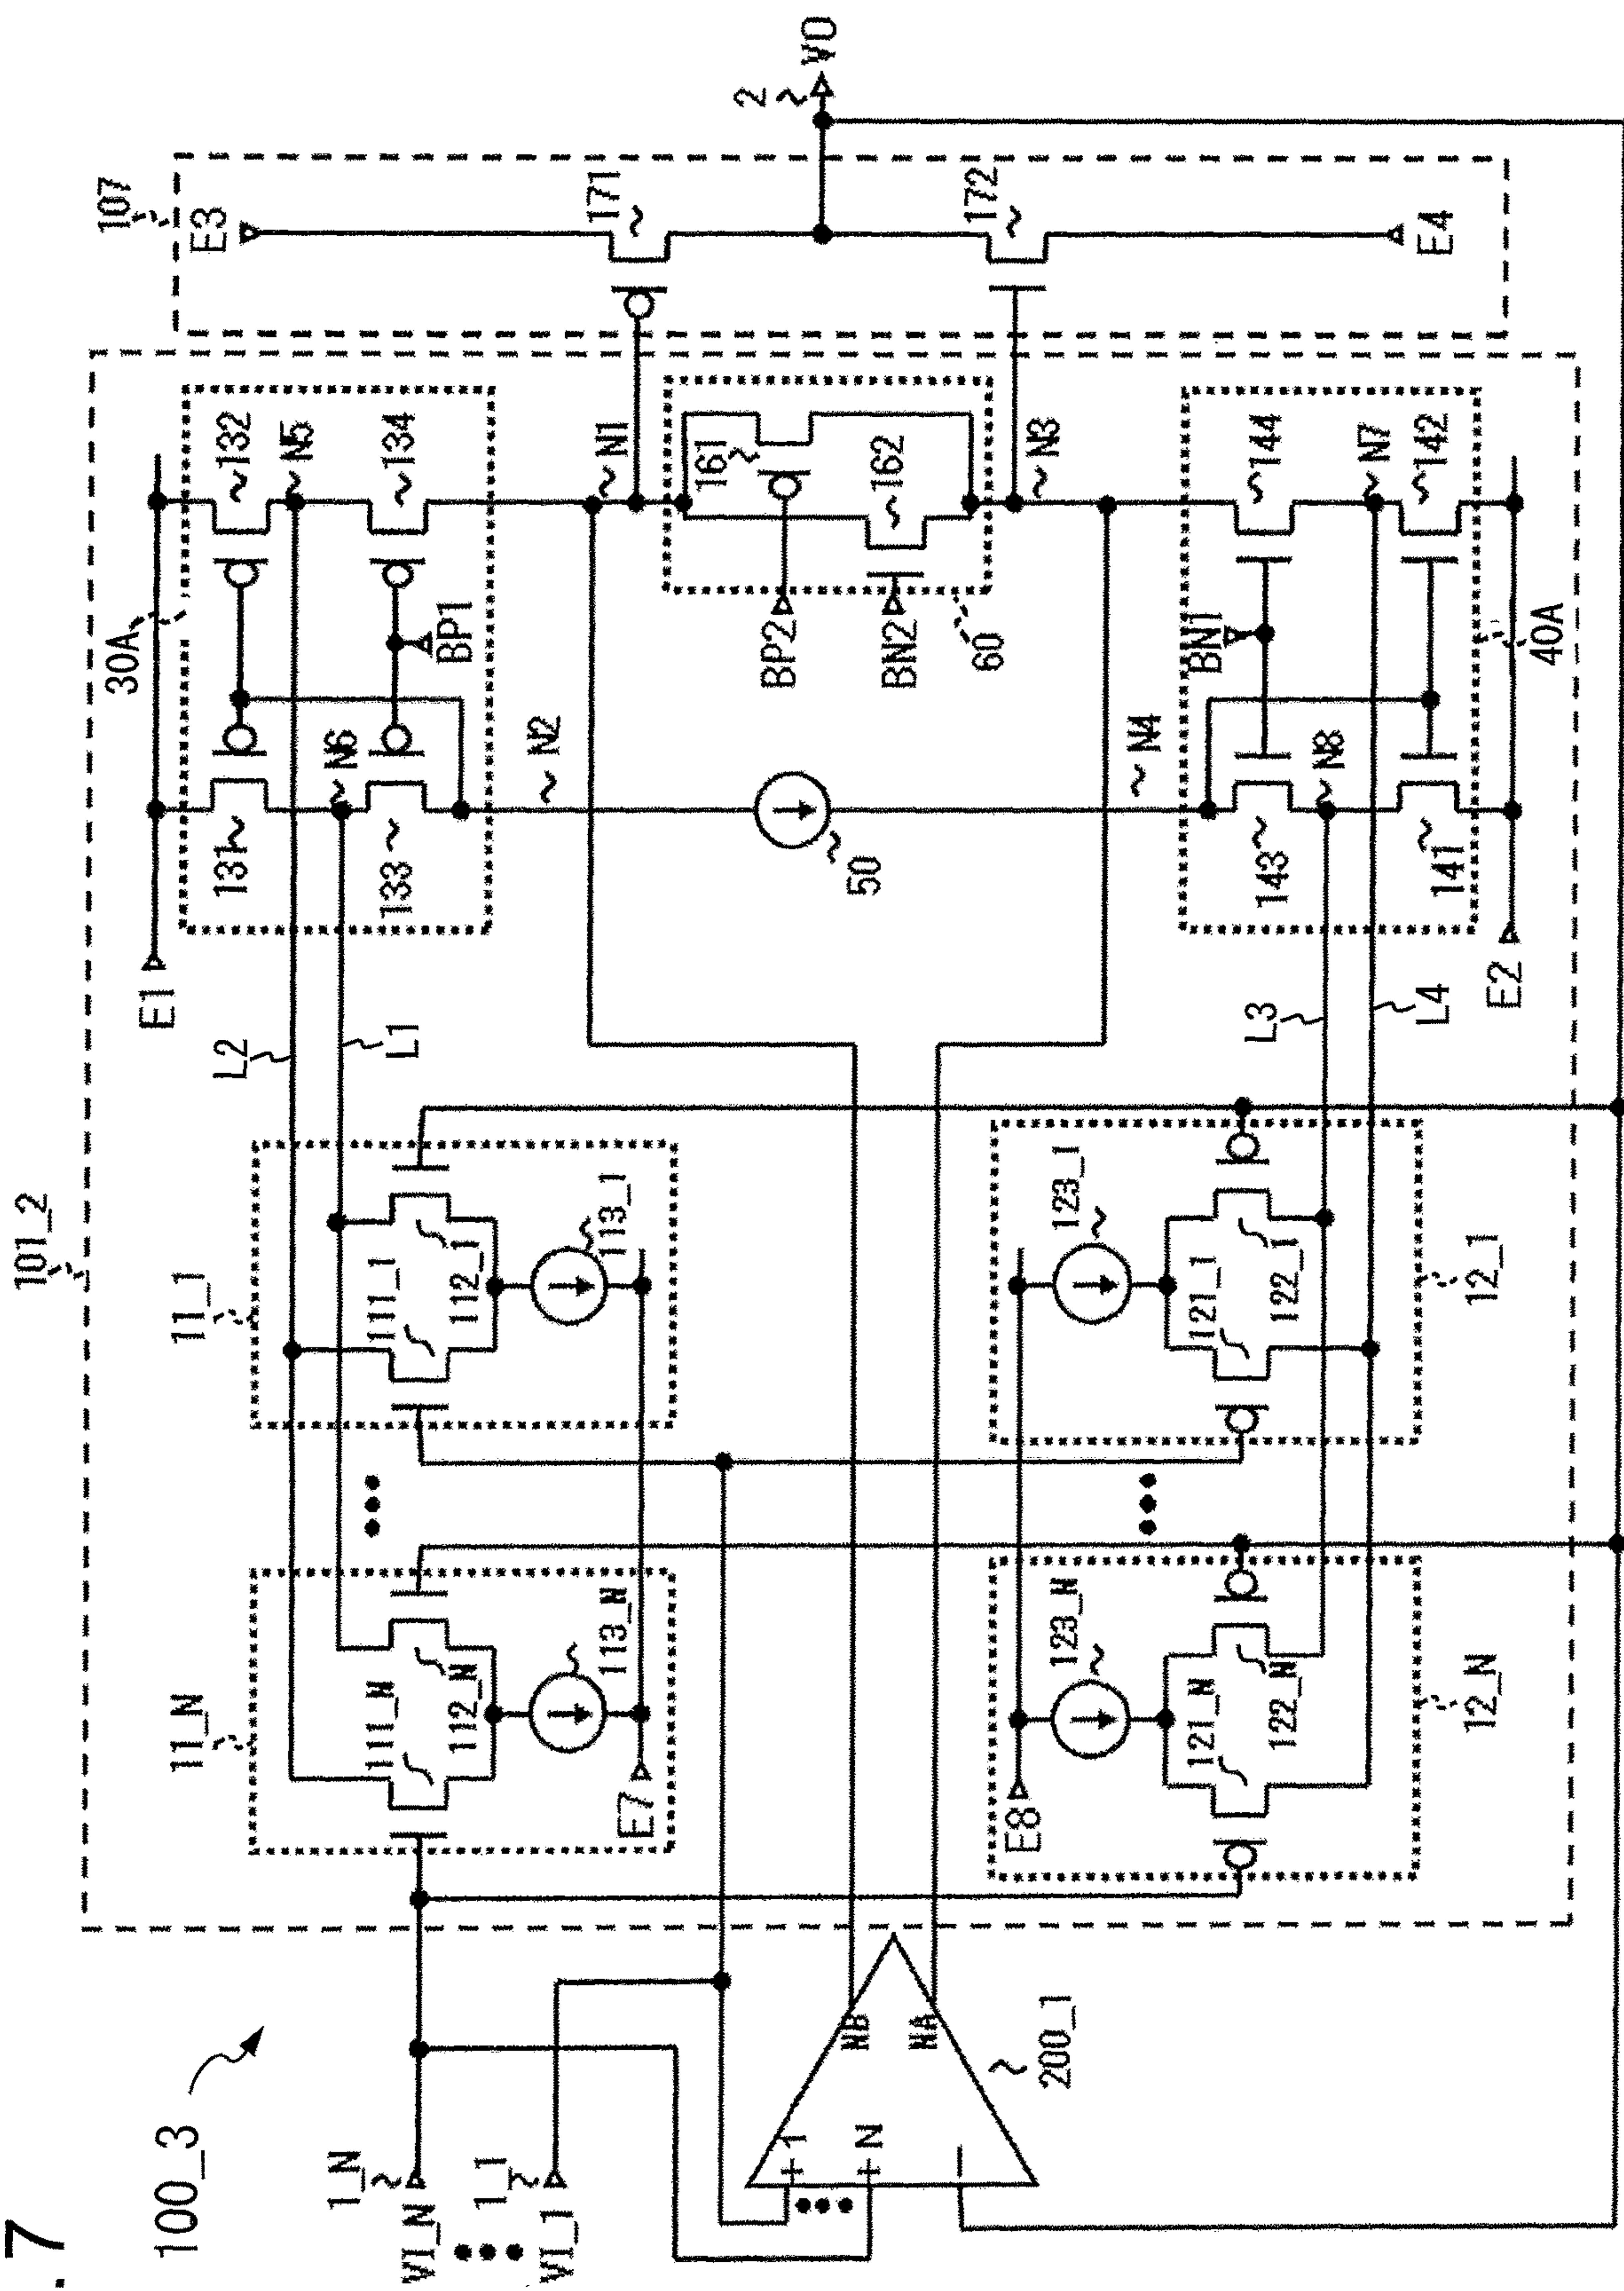 .7
100_3
101_2
107
E3
171
2
VO
172
E4
30A
132
N5
134
N1
161
162
N3
144
N7
142
BP1
BP2
BN2
60
BN1
40A
131
N6
133
N2
50
N4
143
N8
141
E1
L2
L1
L3
L4
E2
11_1
111_1
112_1
113_1
123_1
121_1
122_1
12_1
11_N
111_N
112_N
113_N
E7
123_N
E8
121_N
122_N
12_N
1_N
VI_N
1_1
VI_1
+1
+N
−
NB
NA
200_1